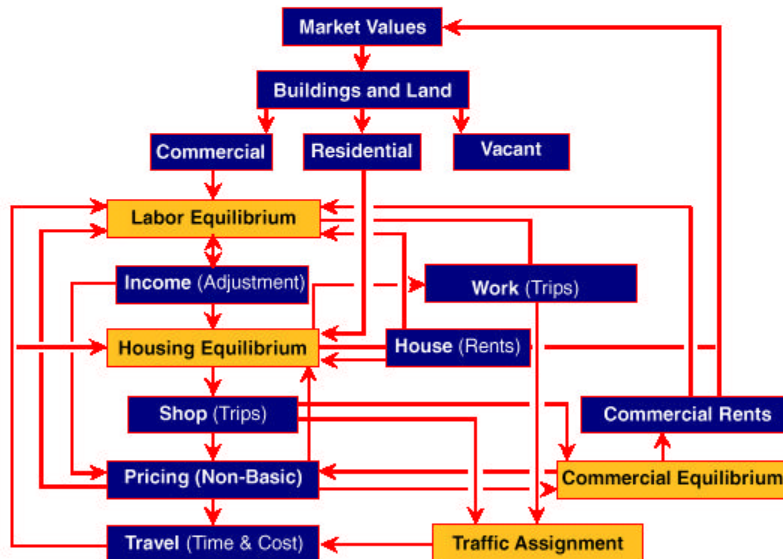 Market Values
Buildings and Land
Commercial
Residential
Vacant
Labor Equilibrium
Income (Adjustment)
Work (Trips)
Housing Equilibrium
House (Rents)
Shop (Trips)
Commercial Rents
Pricing (Non-Basic)
Commercial Equilibrium
Travel (Time & Cost)
Traffic Assignment